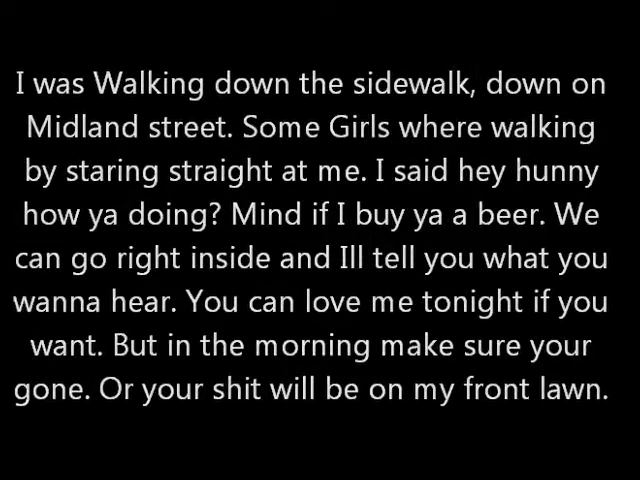 I was Walking down the sidewalk, down on
Midland street. Some Girls where walking
by staring straight at me. I said hey hunny
how ya doing? Mind if I buy ya a beer. We
can go right inside and Ill tell you what you
wanna hear. You can love me tonight if you
want. But in the morning make sure your
gone. Or your shit will be on my front lawn.